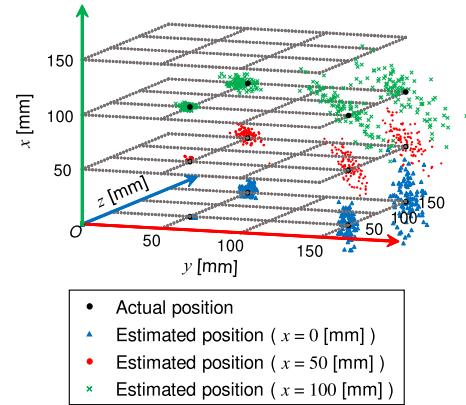 150
100
50
x [mm]
z [mm]
O
50
100
150
50
100
150
y [mm]
Actual position
Estimated position ( x = 0 [mm] )
Estimated position ( x = 50 [mm] )
Estimated position ( x = 100 [mm] )